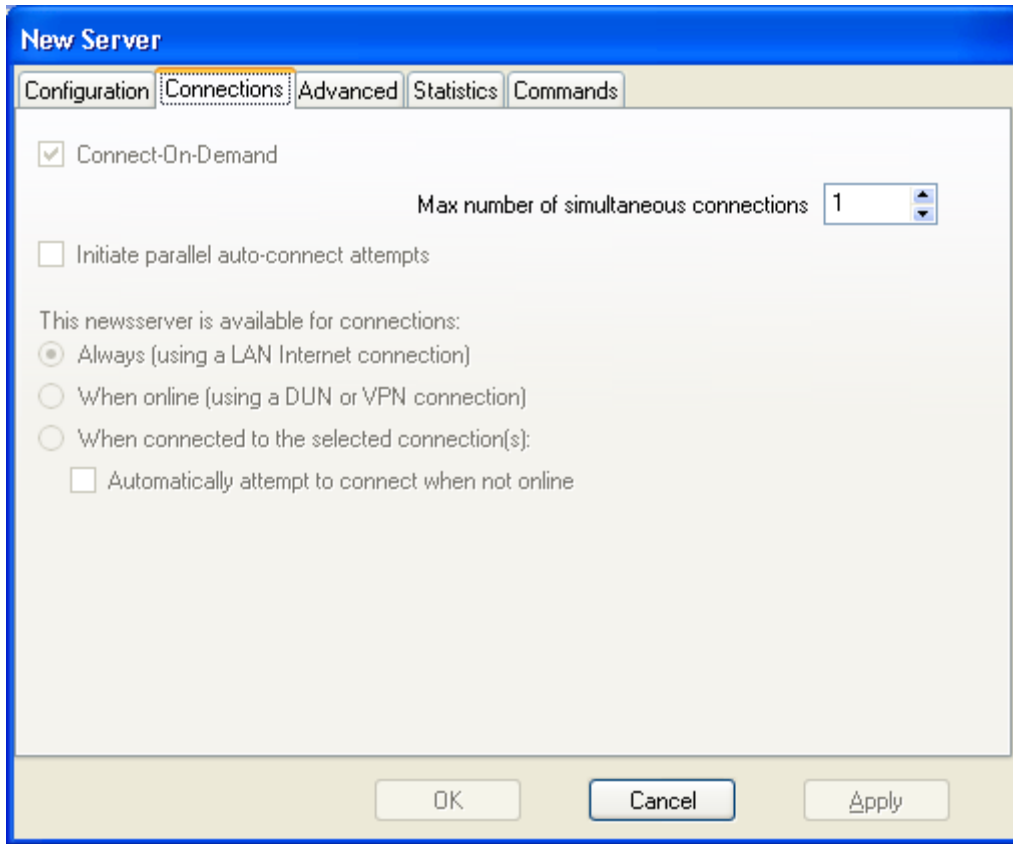 New Server
Configuration Connections Advanced Statistics Commands
Connect-On-Demand
Max number of simultaneous connections 1
Initiate parallel auto-connect attempts
This newsserver is available for connections:
Always (using a LAN Internet connection)
When online (using a DUN or VPN connection)
When connected to the selected connection(s):
Automatically attempt to connect when not online
OK Cancel Apply